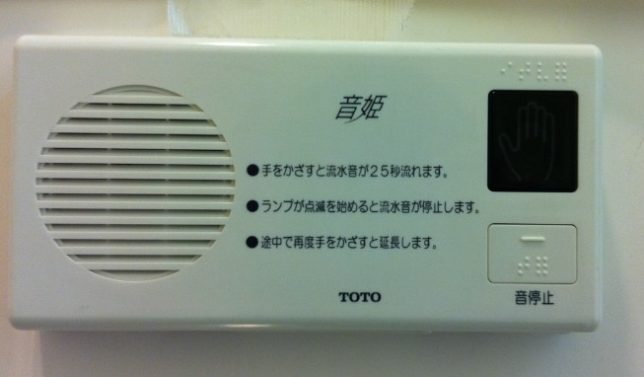 音姫
●手をかざすと流水音が25秒流れます。
●ランプが点滅を始めると流水音が停止します。
●途中で再度手をかざすと延長します。
TOTO
音停止